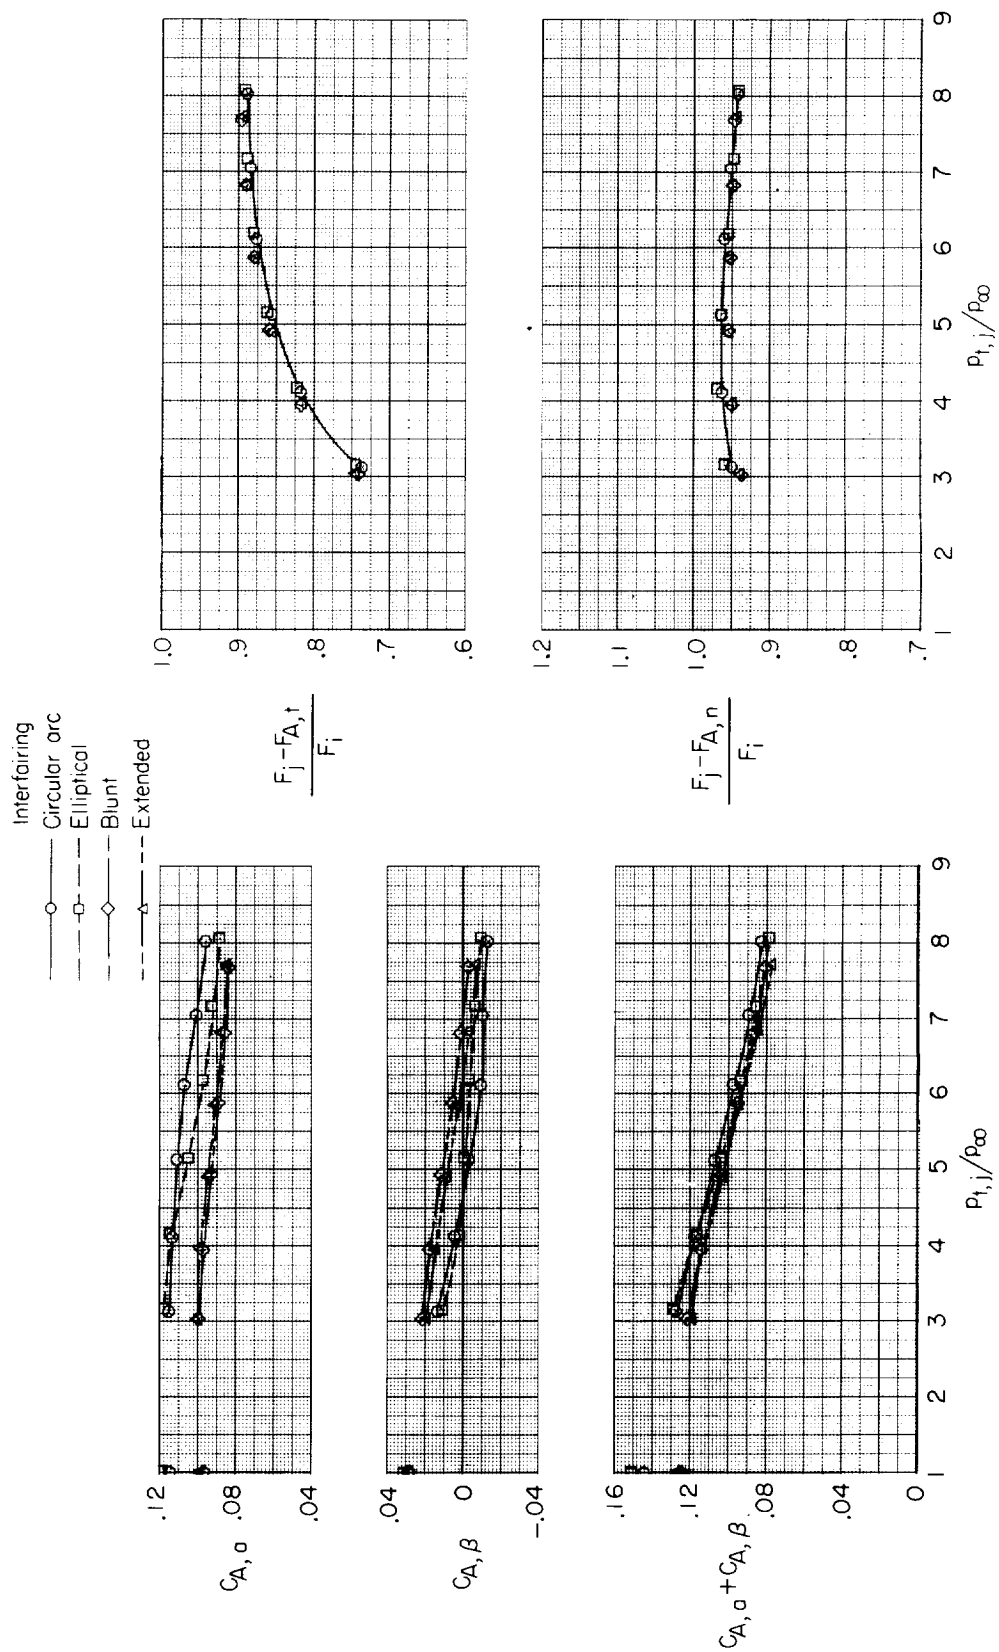 Interfairing
Circular arc
Elliptical
Blunt
Extended
.12
.08
.04
C_A,a
.04
0
-.04
C_A,β
.16
.12
.08
.04
0
C_A,a + C_A,β
1 2 3 4 5 6 7 8 9
p_t,j/p_∞
1.0
.9
.8
.7
.6
F_j - F_A,t
F_i
1.2
1.1
1.0
.9
.8
.7
F_j - F_A,n
F_i
1 2 3 4 5 6 7 8 9
p_t,j/p_∞